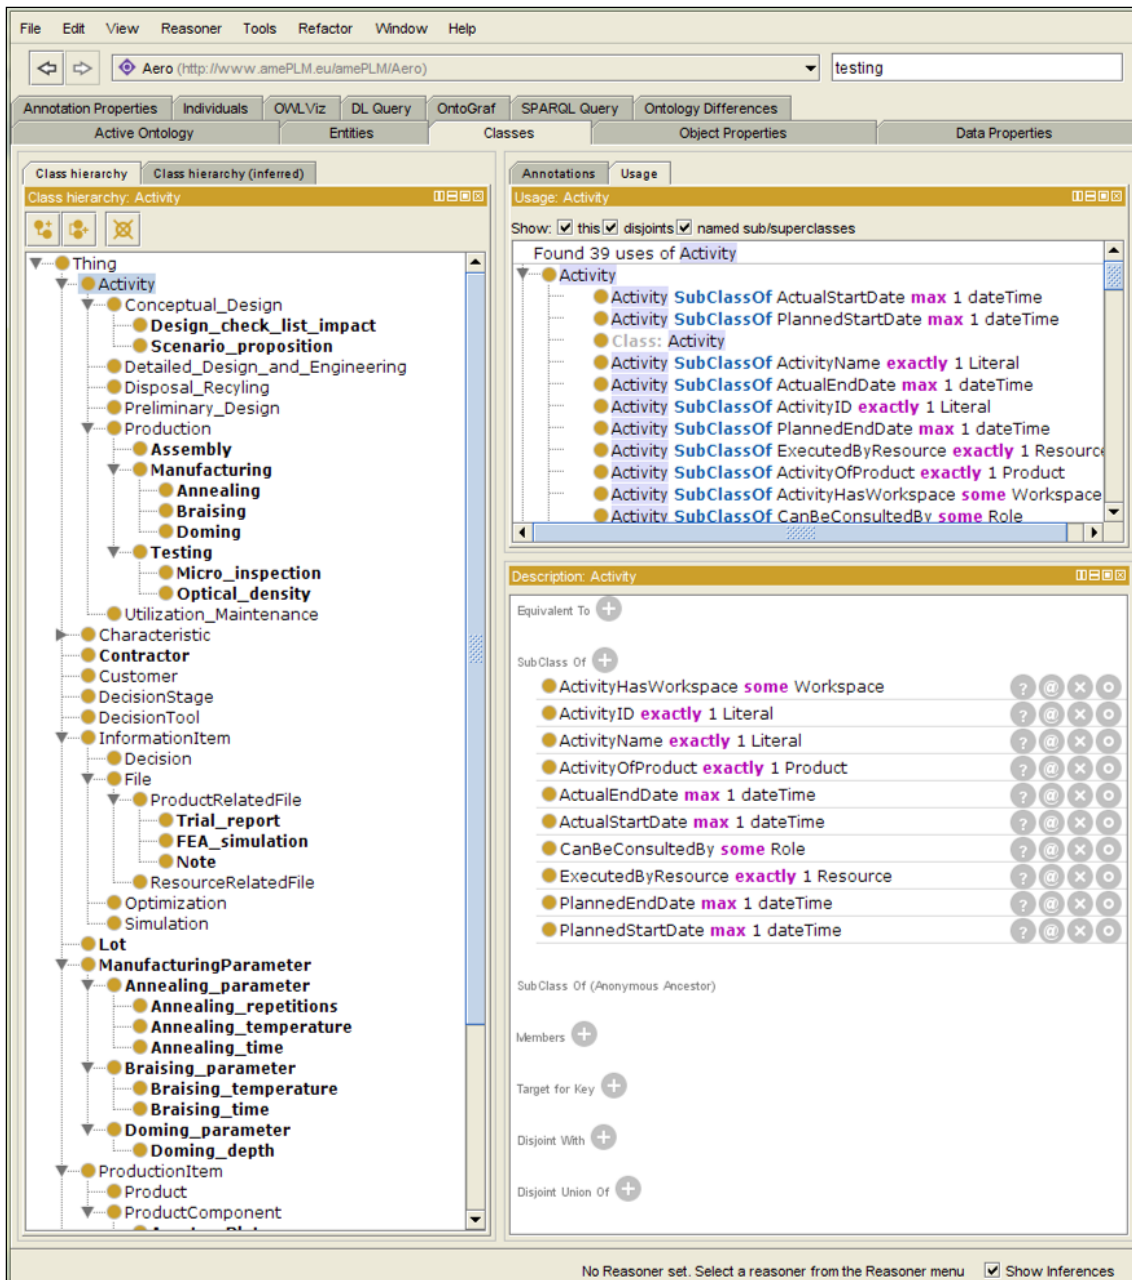 File Edit View Reasoner Tools Refactor Window Help
Aero (http://www.amePLM.eu/amePLM/Aero)
testing
Annotation Properties Individuals OWLViz DL Query OntoGraf SPARQL Query Ontology Differences
Active Ontology Entities Classes Object Properties Data Properties
Class hierarchy Class hierarchy (inferred)
Class hierarchy: Activity
Thing
Activity
Conceptual_Design
Design_check_list_impact
Scenario_proposition
Detailed_Design_and_Engineering
Disposal_Recyling
Preliminary_Design
Production
Assembly
Manufacturing
Annealing
Braising
Doming
Testing
Micro_inspection
Optical_density
Utilization_Maintenance
Characteristic
Contractor
Customer
DecisionStage
DecisionTool
InformationItem
Decision
File
ProductRelatedFile
Trial_report
FEA_simulation
Note
ResourceRelatedFile
Optimization
Simulation
Lot
ManufacturingParameter
Annealing_parameter
Annealing_repetitions
Annealing_temperature
Annealing_time
Braising_parameter
Braising_temperature
Braising_time
Doming_parameter
Doming_depth
ProductionItem
Product
ProductComponent
Annotations Usage
Usage: Activity
Show: this disjoints named sub/superclasses
Found 39 uses of Activity
Activity
Activity SubClassOf ActualStartDate max 1 dateTime
Activity SubClassOf PlannedStartDate max 1 dateTime
Class: Activity
Activity SubClassOf ActivityName exactly 1 Literal
Activity SubClassOf ActualEndDate max 1 dateTime
Activity SubClassOf ActivityID exactly 1 Literal
Activity SubClassOf PlannedEndDate max 1 dateTime
Activity SubClassOf ExecutedByResource exactly 1 Resource
Activity SubClassOf ActivityOfProduct exactly 1 Product
Activity SubClassOf ActivityHasWorkspace some Workspace
Activity SubClassOf CanBeConsultedBy some Role
Description: Activity
Equivalent To
SubClass Of
ActivityHasWorkspace some Workspace
ActivityID exactly 1 Literal
ActivityName exactly 1 Literal
ActivityOfProduct exactly 1 Product
ActualEndDate max 1 dateTime
ActualStartDate max 1 dateTime
CanBeConsultedBy some Role
ExecutedByResource exactly 1 Resource
PlannedEndDate max 1 dateTime
PlannedStartDate max 1 dateTime
SubClass Of (Anonymous Ancestor)
Members
Target for Key
Disjoint With
Disjoint Union Of
No Reasoner set. Select a reasoner from the Reasoner menu Show Inferences